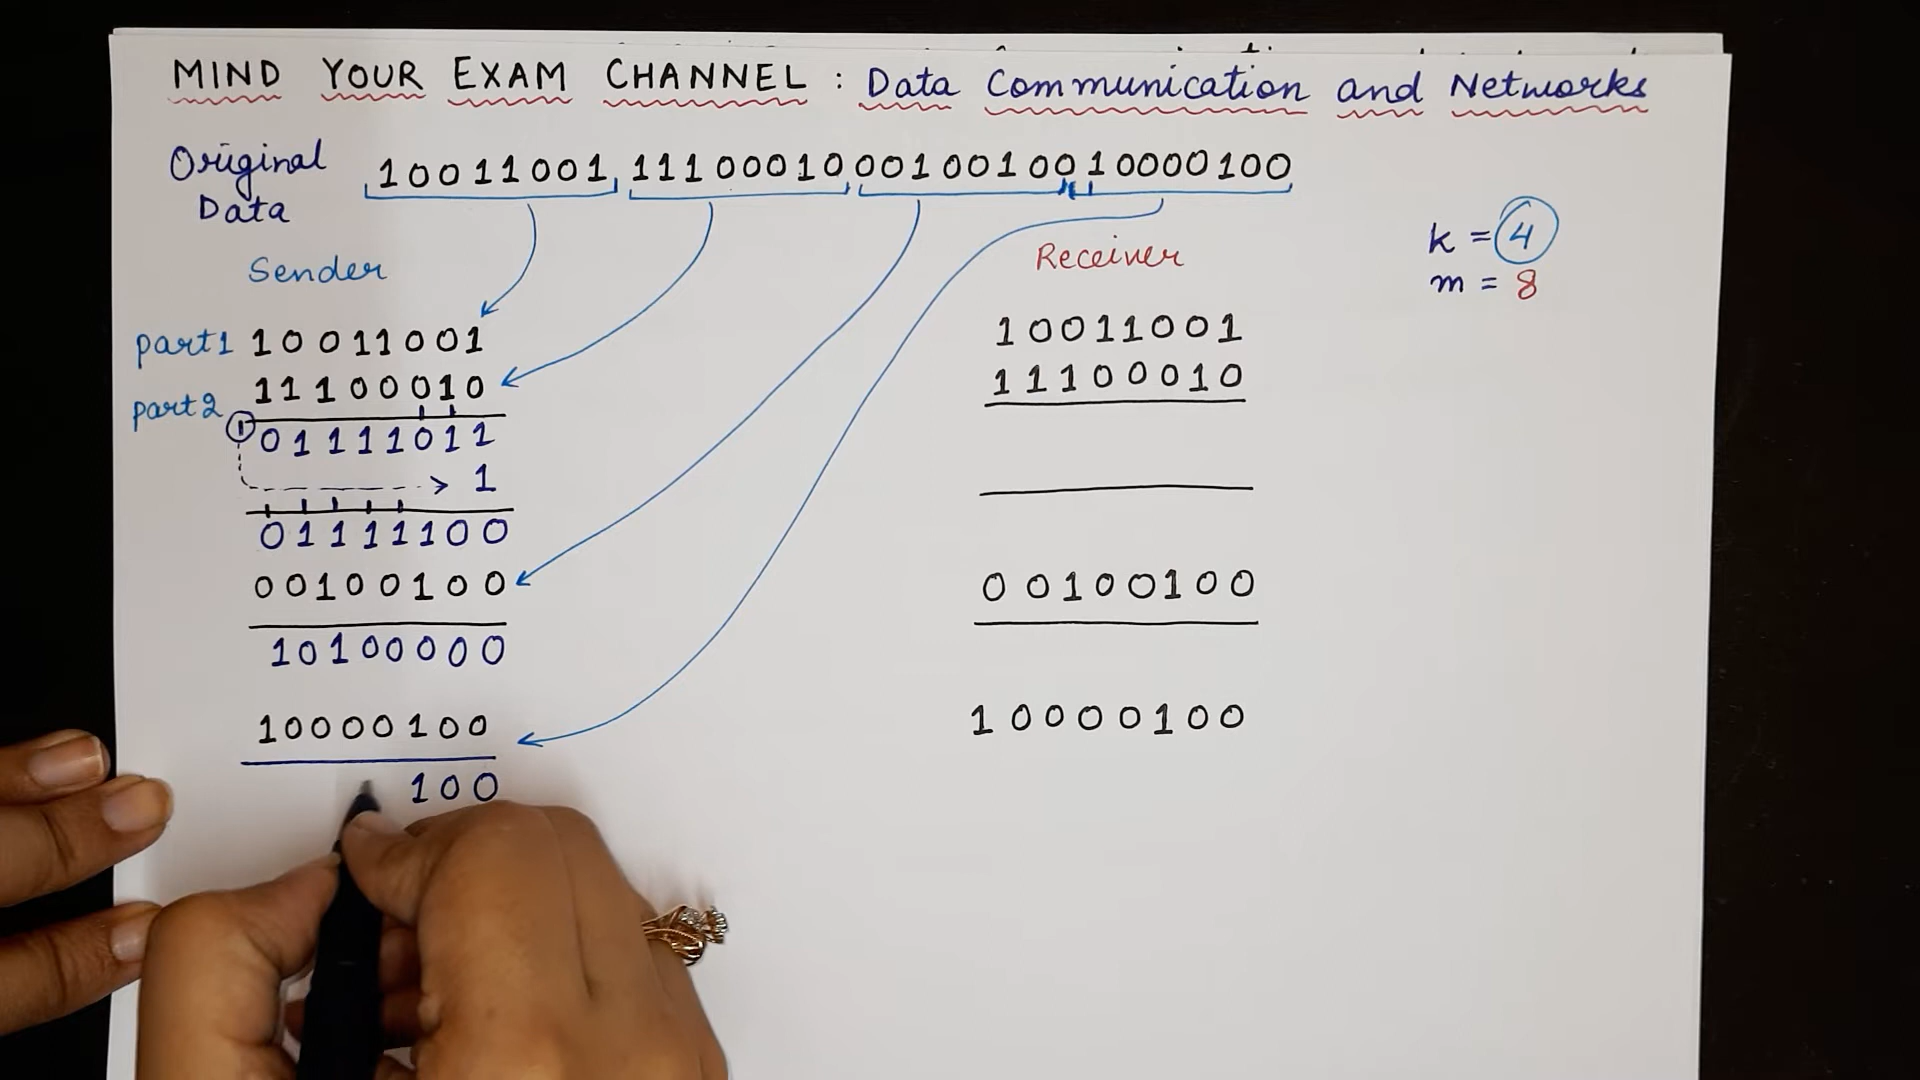 MIND YOUR EXAM CHANNEL : Data Communication and Networks
Original Data
10011001 11100010 00100100 10000100
k = 4
m = 8
Sender
part1 10011001
part2 11100010
1 01111011
1
01111100
00100100
10100000
10000100
100
Receiver
10011001
11100010
00100100
10000100